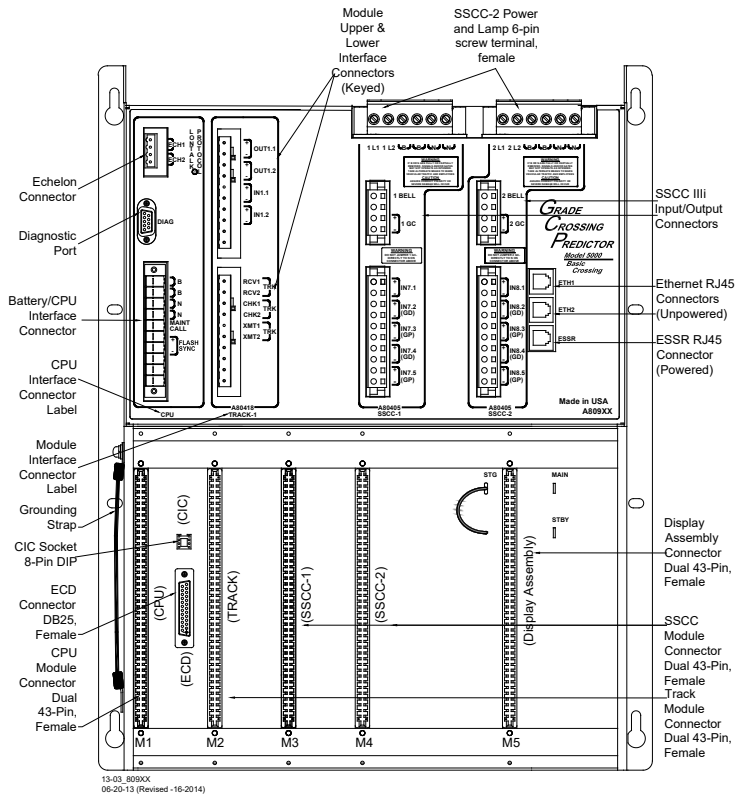 Module
Upper &
Lower
Interface
Connectors
(Keyed)
SSCC-2 Power
and Lamp 6-pin
screw terminal,
female
Echelon
Connector
Diagnostic
Port
Battery/CPU
Interface
Connector
CPU
Interface
Connector
Label
Module
Interface
Connector
Label
Grounding
Strap
CIC Socket
8-Pin DIP
ECD
Connector
DB25,
Female
CPU
Module
Connector
Dual
43-Pin,
Female
ECH1
ECH2
LONTALK
PROTOCOL
DIAG
B
B
N
N
MAINT
CALL
+
FLASH
SYNC
-
CPU
OUT1.1
OUT1.2
IN1.1
IN1.2
RCV1
RCV2
TRK
CHK1
CHK2
XMT1
XMT2
TRK
A80418
TRACK-1
1 L1 1 L2 B B N N
WARNING
CAUTION
1 BELL
1 GC
WARNING
IN7.1
IN7.2
(GD)
IN7.3
(GP)
IN7.4
(GD)
IN7.5
(GP)
A80405
SSCC-1
2 L1 2 L2 B B N N
WARNING
CAUTION
2 BELL
2 GC
WARNING
IN8.1
IN8.2
(GD)
IN8.3
(GP)
IN8.4
(GD)
IN8.5
(GP)
A80405
SSCC-2
GRADE
CROSSING
PREDICTOR
Model 5000
Basic
Crossing
ETH1
ETH2
ESSR
Made in USA
A809XX
SSCC IIIi
Input/Output
Connectors
Ethernet RJ45
Connectors
(Unpowered)
ESSR RJ45
Connector
(Powered)
STG
MAIN
STBY
(CIC)
(CPU)
(ECD)
(TRACK)
(SSCC-1)
(SSCC-2)
(Display Assembly)
Display
Assembly
Connector
Dual 43-Pin,
Female
SSCC
Module
Connector
Dual 43-Pin,
Female
Track
Module
Connector
Dual 43-Pin,
Female
M1
M2
M3
M4
M5
13-03_809XX
06-20-13 (Revised -16-2014)